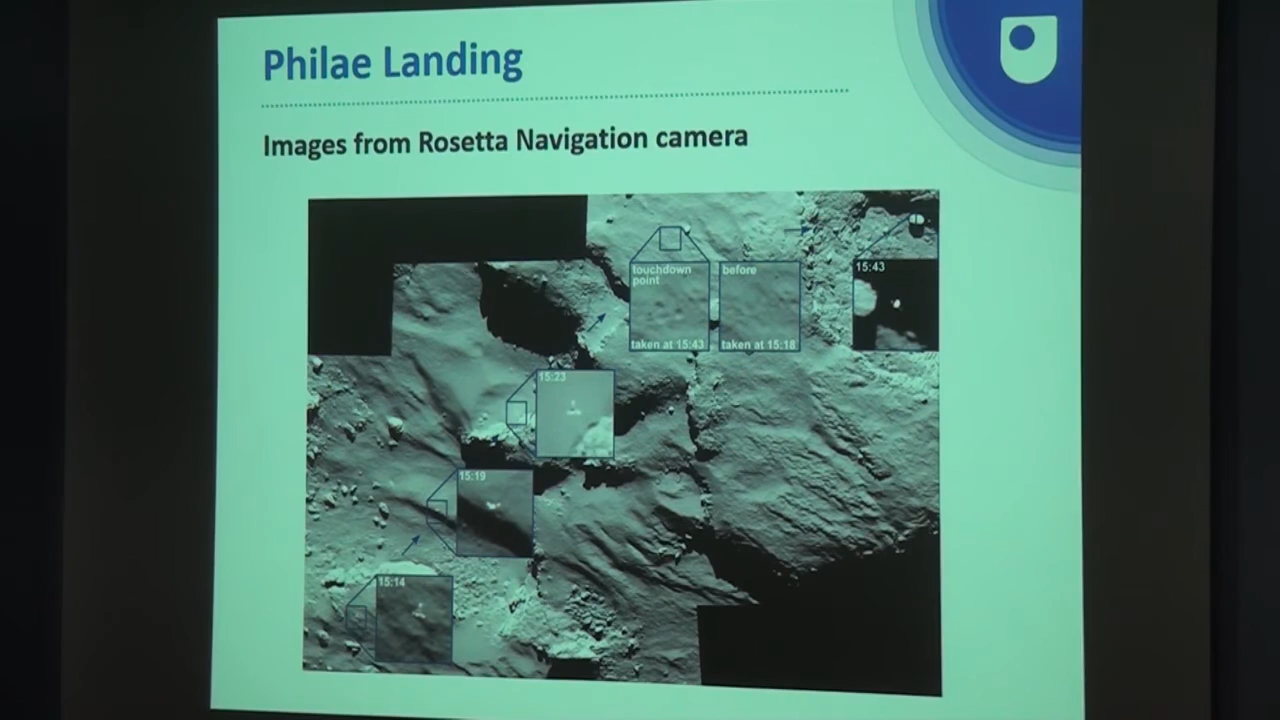 Philae Landing
Images from Rosetta Navigation camera
touchdown
point
taken at 15:43
before
taken at 15:18
15:43
15:23
15:19
15:14